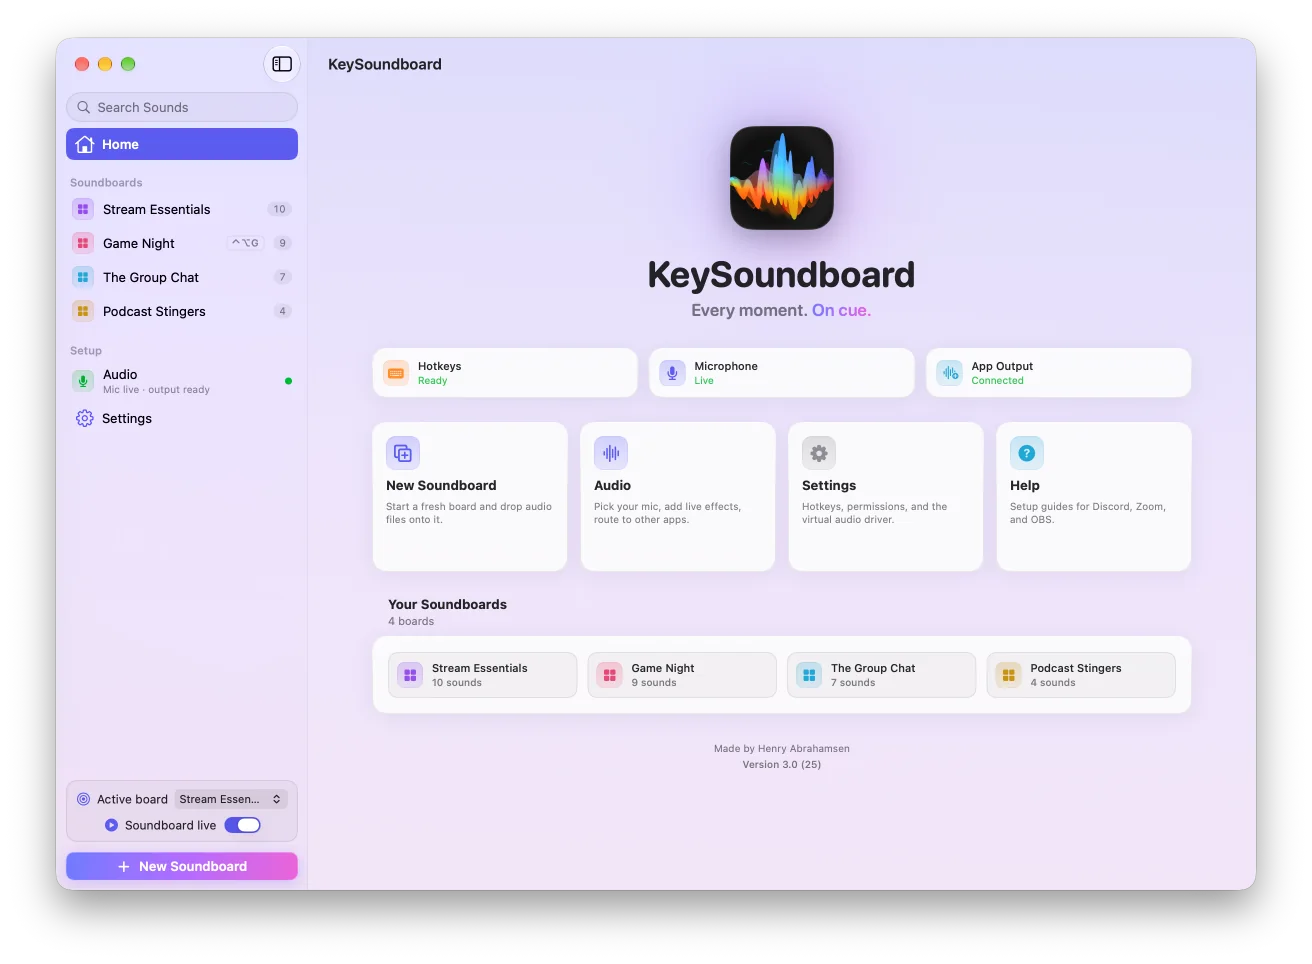 KeySoundboard
Search Sounds
Home
Soundboards
Stream Essentials 10
Game Night ^⌥G 9
The Group Chat 7
Podcast Stingers 4
Setup
Audio
Mic live · output ready
Settings
Active board Stream Essen...
Soundboard live
+ New Soundboard
KeySoundboard
Every moment. On cue.
Hotkeys
Ready
Microphone
Live
App Output
Connected
New Soundboard
Start a fresh board and drop audio
files onto it.
Audio
Pick your mic, add live effects,
route to other apps.
Settings
Hotkeys, permissions, and the
virtual audio driver.
Help
Setup guides for Discord, Zoom,
and OBS.
Your Soundboards
4 boards
Stream Essentials
10 sounds
Game Night
9 sounds
The Group Chat
7 sounds
Podcast Stingers
4 sounds
Made by Henry Abrahamsen
Version 3.0 (25)